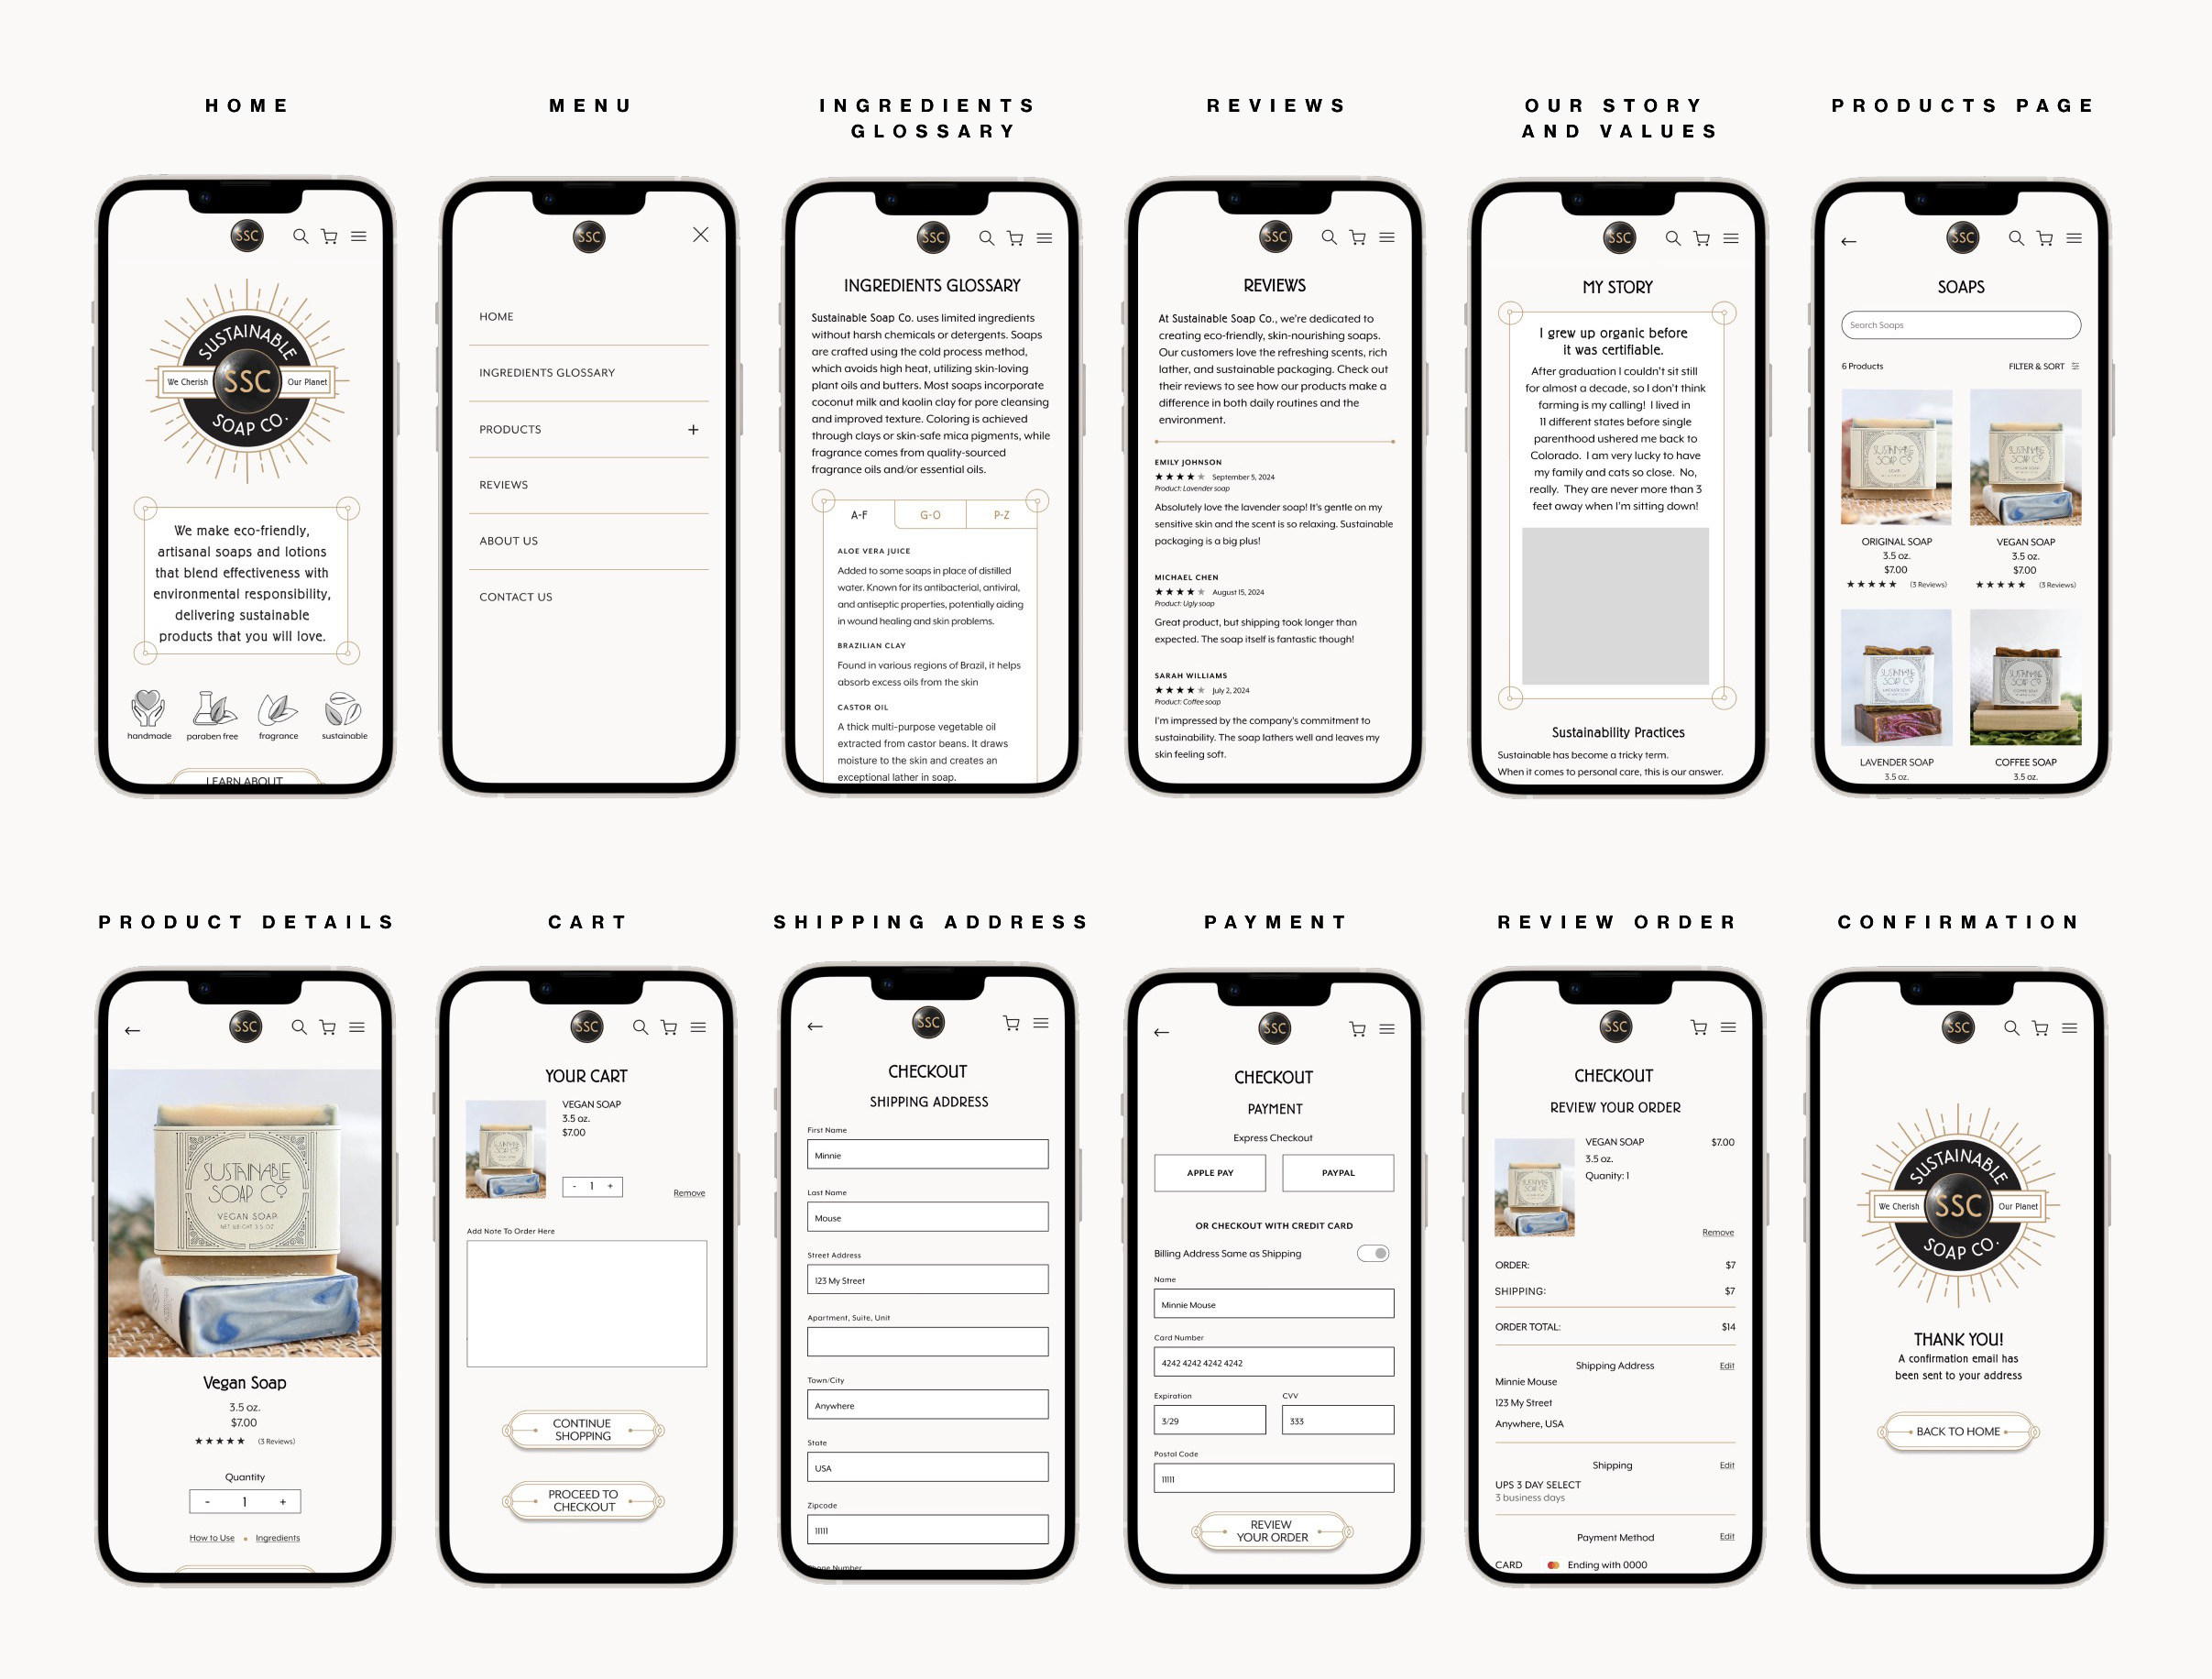 HOME
SSC
SUSTAINABLE
We Cherish SSC Our Planet
SOAP CO.
We make eco-friendly,
artisanal soaps and lotions
that blend effectiveness with
environmental responsibility,
delivering sustainable
products that you will love.
handmade paraben free fragrance sustainable
LEARN ABOUT
MENU
SSC
HOME
INGREDIENTS GLOSSARY
PRODUCTS +
REVIEWS
ABOUT US
CONTACT US
INGREDIENTS
GLOSSARY
SSC
INGREDIENTS GLOSSARY
Sustainable Soap Co. uses limited ingredients
without harsh chemicals or detergents. Soaps
are crafted using the cold process method,
which avoids high heat, utilizing skin-loving
plant oils and butters. Most soaps incorporate
coconut milk and kaolin clay for pore cleansing
and improved texture. Coloring is achieved
through clays or skin-safe mica pigments, while
fragrance comes from quality-sourced
fragrance oils and/or essential oils.
A-F G-O P-Z
ALOE VERA JUICE
Added to some soaps in place of distilled
water. Known for its antibacterial, antiviral,
and antiseptic properties, potentially aiding
in wound healing and skin problems.
BRAZILIAN CLAY
Found in various regions of Brazil, it helps
absorb excess oils from the skin
CASTOR OIL
A thick multi-purpose vegetable oil
extracted from castor beans. It draws
moisture to the skin and creates an
exceptional lather in soap.
REVIEWS
SSC
REVIEWS
At Sustainable Soap Co., we're dedicated to
creating eco-friendly, skin-nourishing soaps.
Our customers love the refreshing scents, rich
lather, and sustainable packaging. Check out
their reviews to see how our products make a
difference in both daily routines and the
environment.
EMILY JOHNSON
★★★★★ September 5, 2024
Product: Lavender soap
Absolutely love the lavender soap! It's gentle on my
sensitive skin and the scent is so relaxing. Sustainable
packaging is a big plus!
MICHAEL CHEN
★★★★★ August 15, 2024
Product: Ugly soap
Great product, but shipping took longer than
expected. The soap itself is fantastic though!
SARAH WILLIAMS
★★★★★ July 2, 2024
Product: Coffee soap
I'm impressed by the company's commitment to
sustainability. The soap lathers well and leaves my
skin feeling soft.
OUR STORY
AND VALUES
SSC
MY STORY
I grew up organic before
it was certifiable.
After graduation I couldn't sit still
for almost a decade, so I don't think
farming is my calling! I lived in
11 different states before single
parenthood ushered me back to
Colorado. I am very lucky to have
my family and cats so close. No,
really. They are never more than 3
feet away when I'm sitting down!
Sustainability Practices
Sustainable has become a tricky term.
When it comes to personal care, this is our answer.
PRODUCTS PAGE
SSC
SOAPS
Search Soaps
6 Products FILTER & SORT
SUSTAINABLE SOAP CO
SUSTAINABLE SOAP CO
ORIGINAL SOAP VEGAN SOAP
3.5 oz. 3.5 oz.
$7.00 $7.00
★★★★★ (3 Reviews) ★★★★★ (3 Reviews)
SUSTAINABLE SOAP CO
SUSTAINABLE SOAP CO
LAVENDER SOAP COFFEE SOAP
3.5 oz. 3.5 oz.
PRODUCT DETAILS
SSC
SUSTAINABLE
SOAP CO
VEGAN SOAP
NET WEIGHT 3.5 OZ
Vegan Soap
3.5 oz.
$7.00
★★★★★ (3 Reviews)
Quantity
- 1 +
How to Use • Ingredients
CART
SSC
YOUR CART
VEGAN SOAP
3.5 oz.
$7.00
- 1 +
Remove
Add Note To Order Here
CONTINUE
SHOPPING
PROCEED TO
CHECKOUT
SHIPPING ADDRESS
SSC
CHECKOUT
SHIPPING ADDRESS
First Name
Minnie
Last Name
Mouse
Street Address
123 My Street
Apartment, Suite, Unit
Town/City
Anywhere
State
USA
Zipcode
11111
Phone Number
PAYMENT
SSC
CHECKOUT
PAYMENT
Express Checkout
APPLE PAY PAYPAL
OR CHECKOUT WITH CREDIT CARD
Billing Address Same as Shipping
Name
Minnie Mouse
Card Number
4242 4242 4242 4242
Expiration CVV
3/29 333
Postal Code
11111
REVIEW
YOUR ORDER
REVIEW ORDER
SSC
CHECKOUT
REVIEW YOUR ORDER
VEGAN SOAP $7.00
3.5 oz.
Quanity: 1
Remove
ORDER: $7
SHIPPING: $7
ORDER TOTAL: $14
Shipping Address Edit
Minnie Mouse
123 My Street
Anywhere, USA
Shipping Edit
UPS 3 DAY SELECT
3 business days
Payment Method Edit
CARD Ending with 0000
CONFIRMATION
SSC
SUSTAINABLE
We Cherish SSC Our Planet
SOAP CO.
THANK YOU!
A confirmation email has
been sent to your address
BACK TO HOME